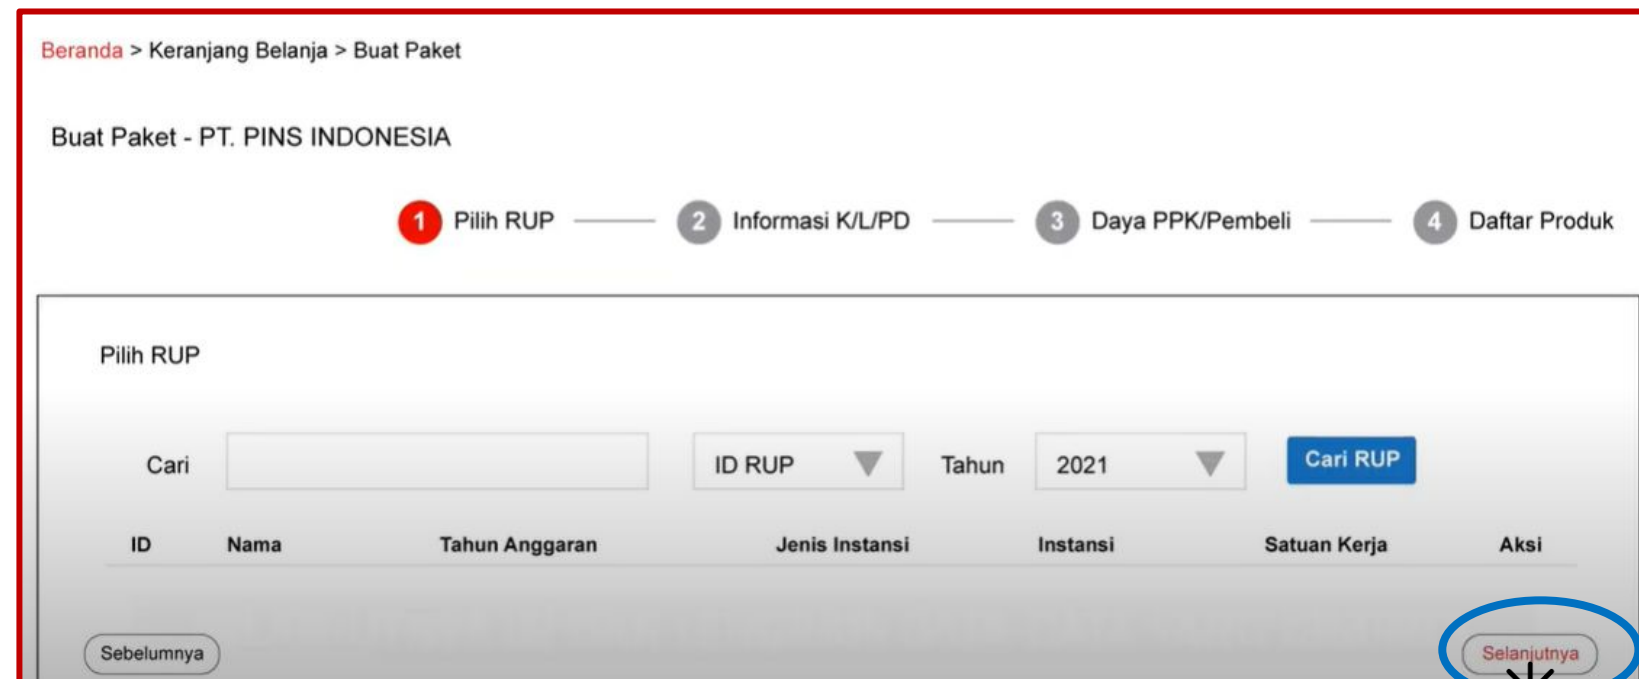 Beranda > Keranjang Belanja > Buat Paket
Buat Paket - PT. PINS INDONESIA
1 Pilih RUP 2 Informasi K/L/PD 3 Daya PPK/Pembeli 4 Daftar Produk
Pilih RUP
Cari ID RUP Tahun 2021 Cari RUP
ID Nama Tahun Anggaran Jenis Instansi Instansi Satuan Kerja Aksi
Sebelumnya Selanjutnya